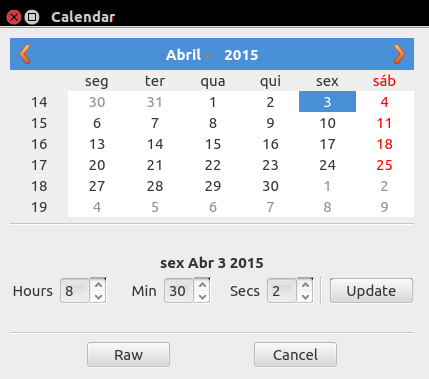 Calendar
Abril 2015
seg ter qua qui sex sáb
14 30 31 1 2 3 4
15 6 7 8 9 10 11
16 13 14 15 16 17 18
17 20 21 22 23 24 25
18 27 28 29 30 1 2
19 4 5 6 7 8 9
sex Abr 3 2015
Hours 8 Min 30 Secs 2 Update
Raw Cancel